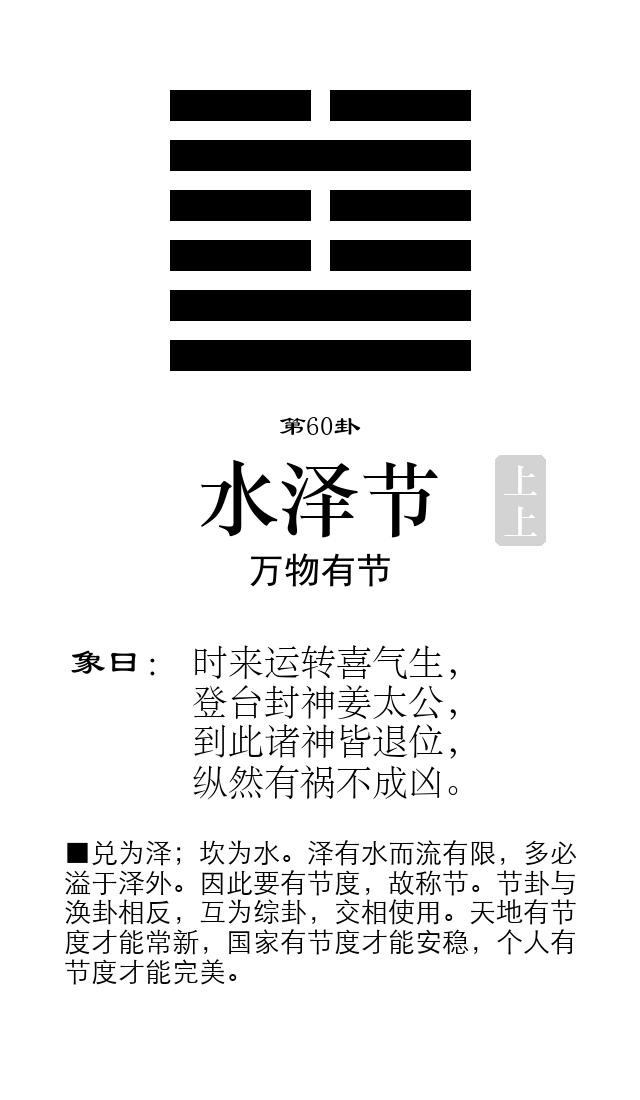 第60卦
水泽节
上上
万物有节
象曰：时来运转喜气生，
登台封神姜太公，
到此诸神皆退位，
纵然有祸不成凶。
■兑为泽；坎为水。泽有水而流有限，多必
溢于泽外。因此要有节度，故称节。节卦与
涣卦相反，互为综卦，交相使用。天地有节
度才能常新，国家有节度才能安稳，个人有
节度才能完美。